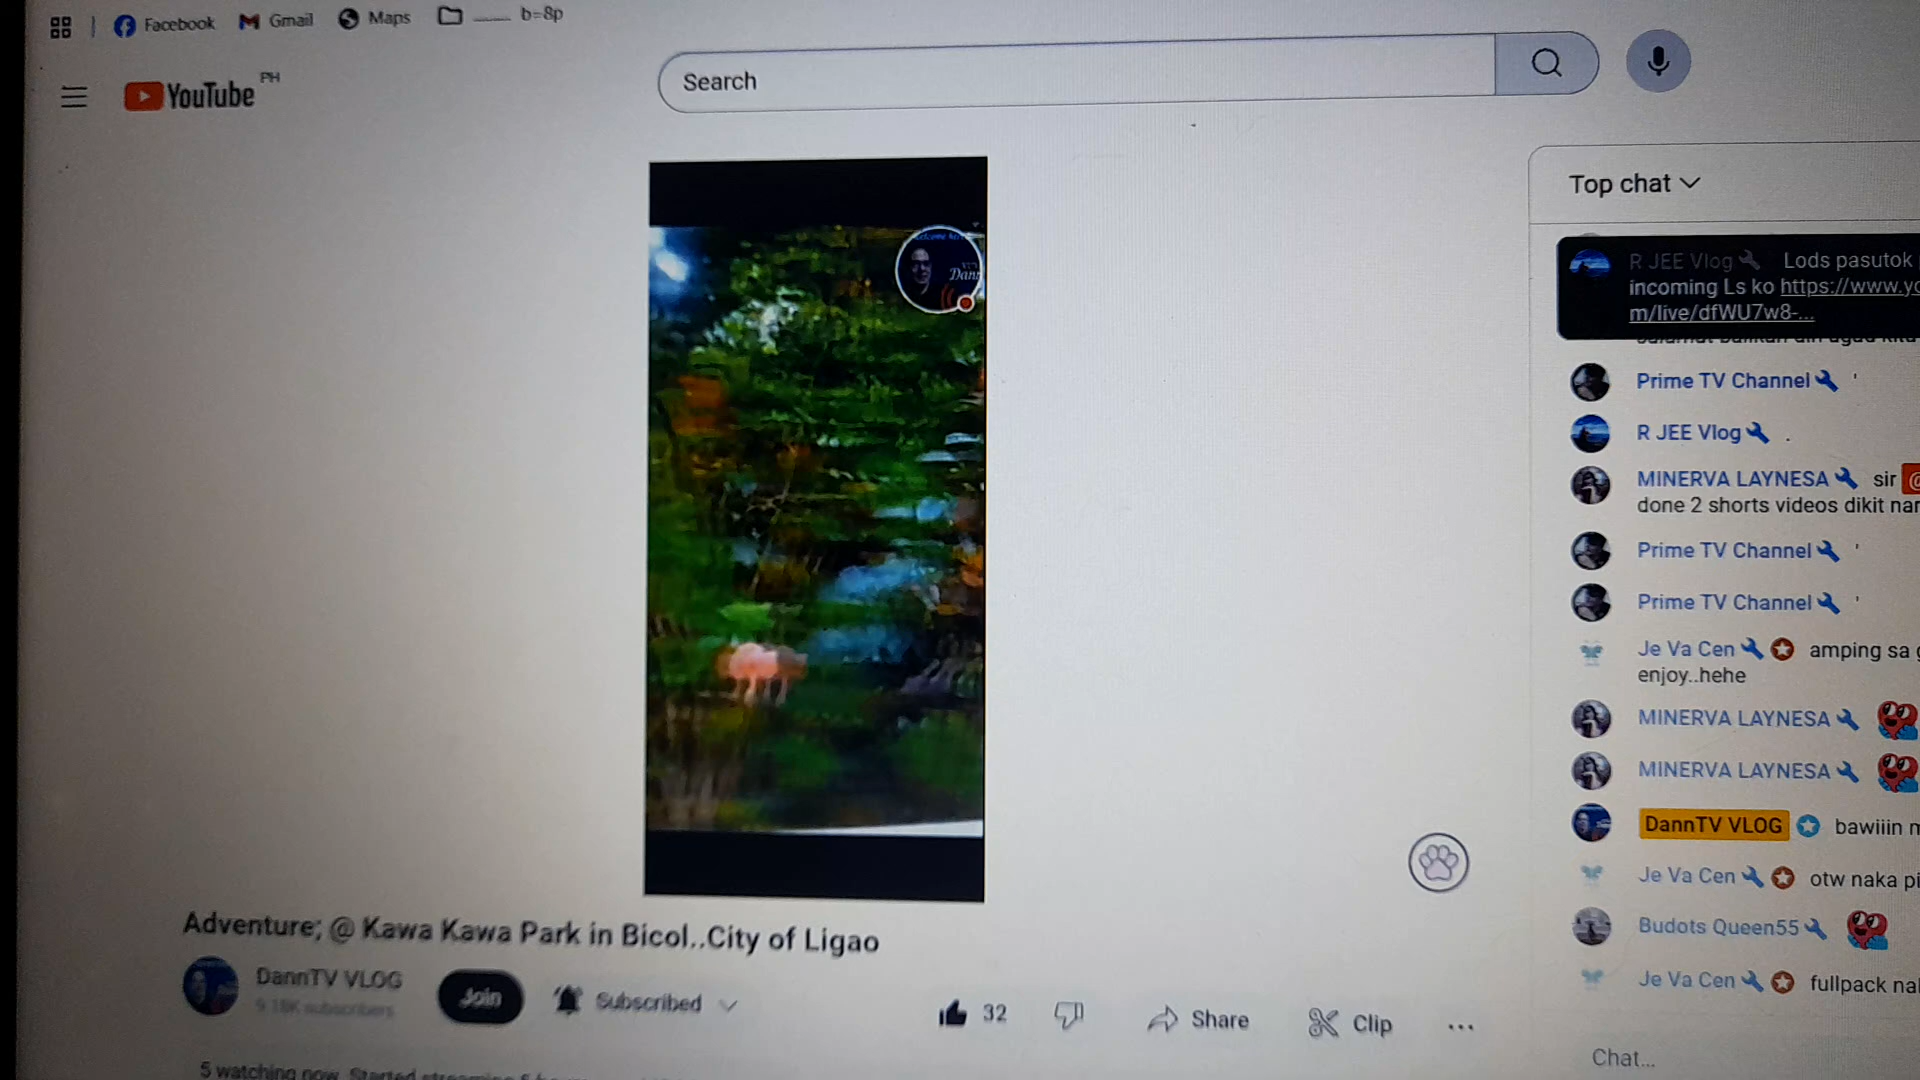 Facebook Gmail Maps b=8p
YouTube PH
Search
Top chat
R JEE Vlog Lods pasutok
incoming Ls ko https://www.yo
m/live/dfWU7w8-...
Prime TV Channel '
R JEE Vlog .
MINERVA LAYNESA sir @
done 2 shorts videos dikit nar
Prime TV Channel '
Prime TV Channel '
Je Va Cen amping sa g
enjoy..hehe
MINERVA LAYNESA
MINERVA LAYNESA
DannTV VLOG bawiiin m
Je Va Cen otw naka pi
Budots Queen55
Je Va Cen fullpack nal
Chat...
Adventure; @ Kawa Kawa Park in Bicol..City of Ligao
DannTV VLOG
subscribers
Join
Subscribed
32
Share
Clip
5 watching now Started streaming